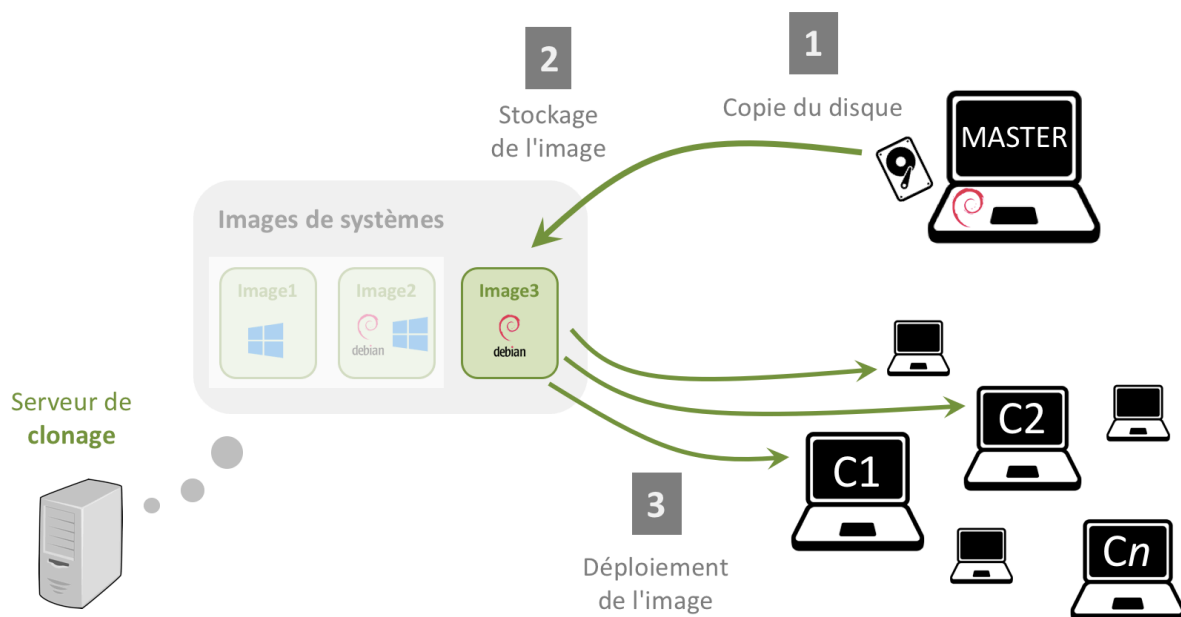 1
Copie du disque
2
Stockage
de l'image
MASTER
Images de systèmes
Image1
Image2
debian
Image3
debian
Serveur de
clonage
C1
C2
Cn
3
Déploiement
de l'image